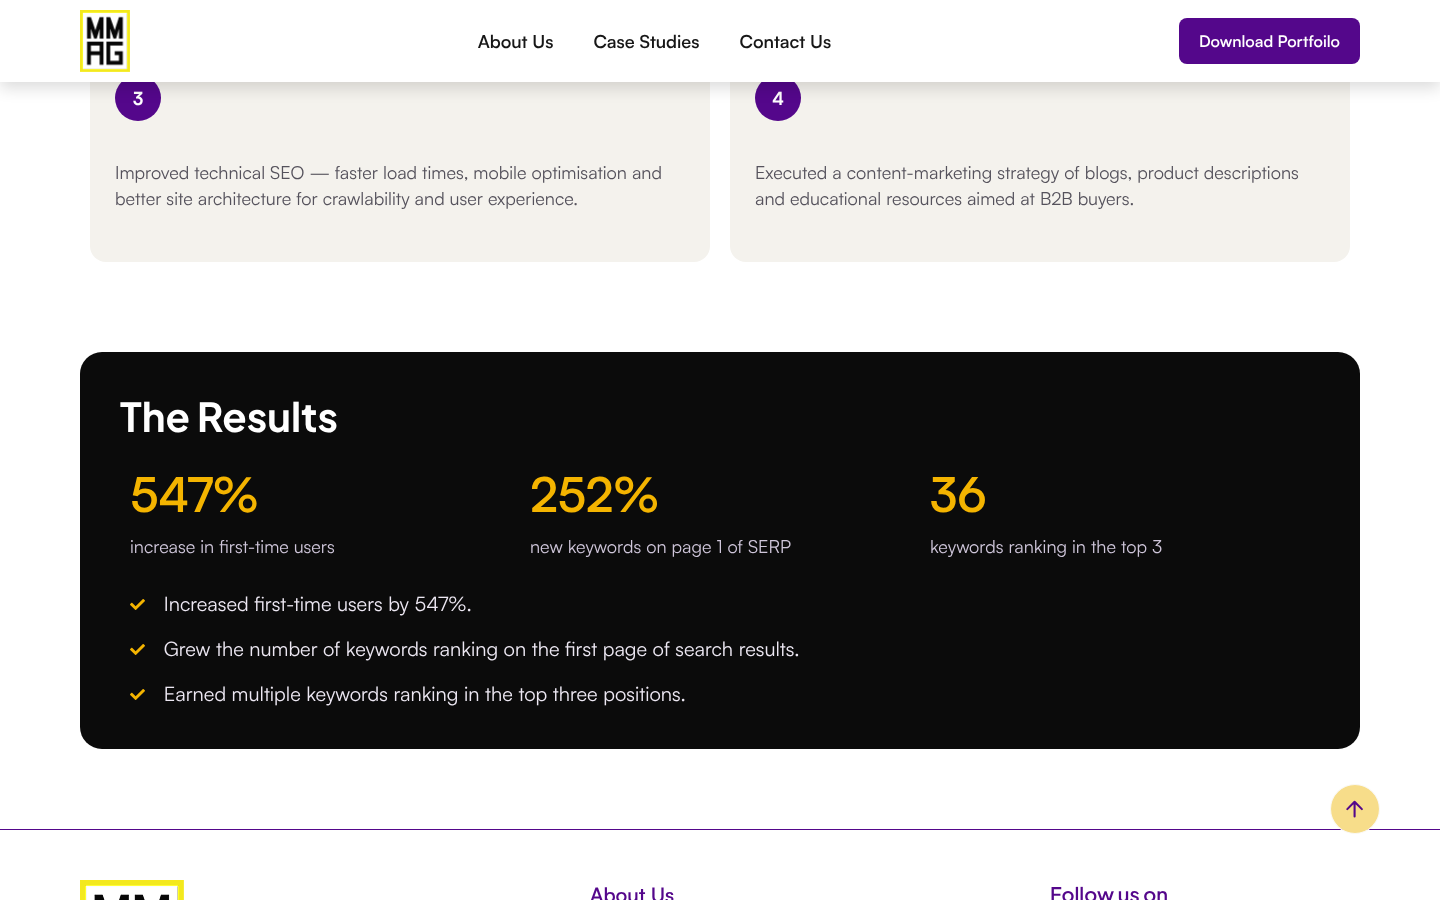 MM
AG
About Us
Case Studies
Contact Us
Download Portfoilo
3
4
Improved technical SEO — faster load times, mobile optimisation and
better site architecture for crawlability and user experience.
Executed a content-marketing strategy of blogs, product descriptions
and educational resources aimed at B2B buyers.
The Results
547%
252%
36
increase in first-time users
new keywords on page 1 of SERP
keywords ranking in the top 3
Increased first-time users by 547%.
Grew the number of keywords ranking on the first page of search results.
Earned multiple keywords ranking in the top three positions.
MM
About Us
Follow us on